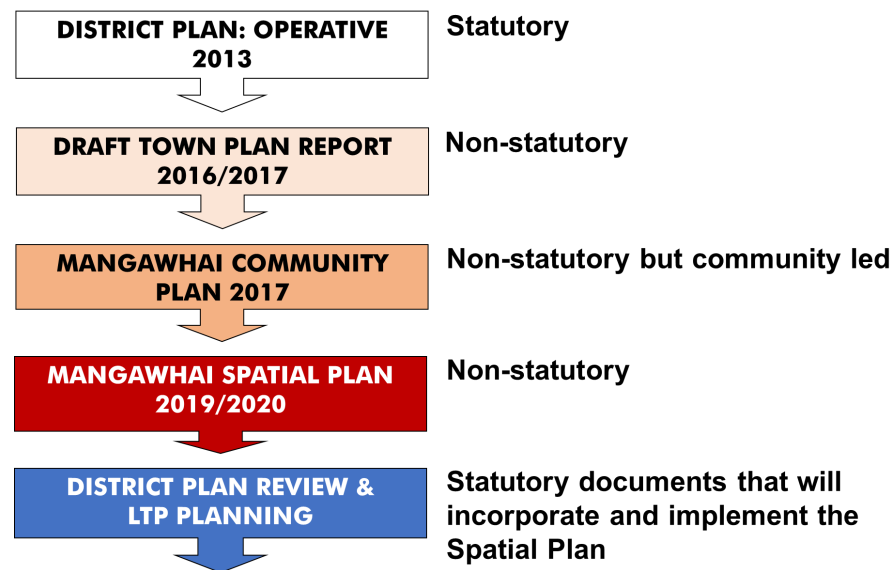 DISTRICT PLAN: OPERATIVE
2013
Statutory
DRAFT TOWN PLAN REPORT
2016/2017
Non-statutory
MANGAWHAI COMMUNITY
PLAN 2017
Non-statutory but community led
MANGAWHAI SPATIAL PLAN
2019/2020
Non-statutory
DISTRICT PLAN REVIEW &
LTP PLANNING
Statutory documents that will
incorporate and implement the
Spatial Plan